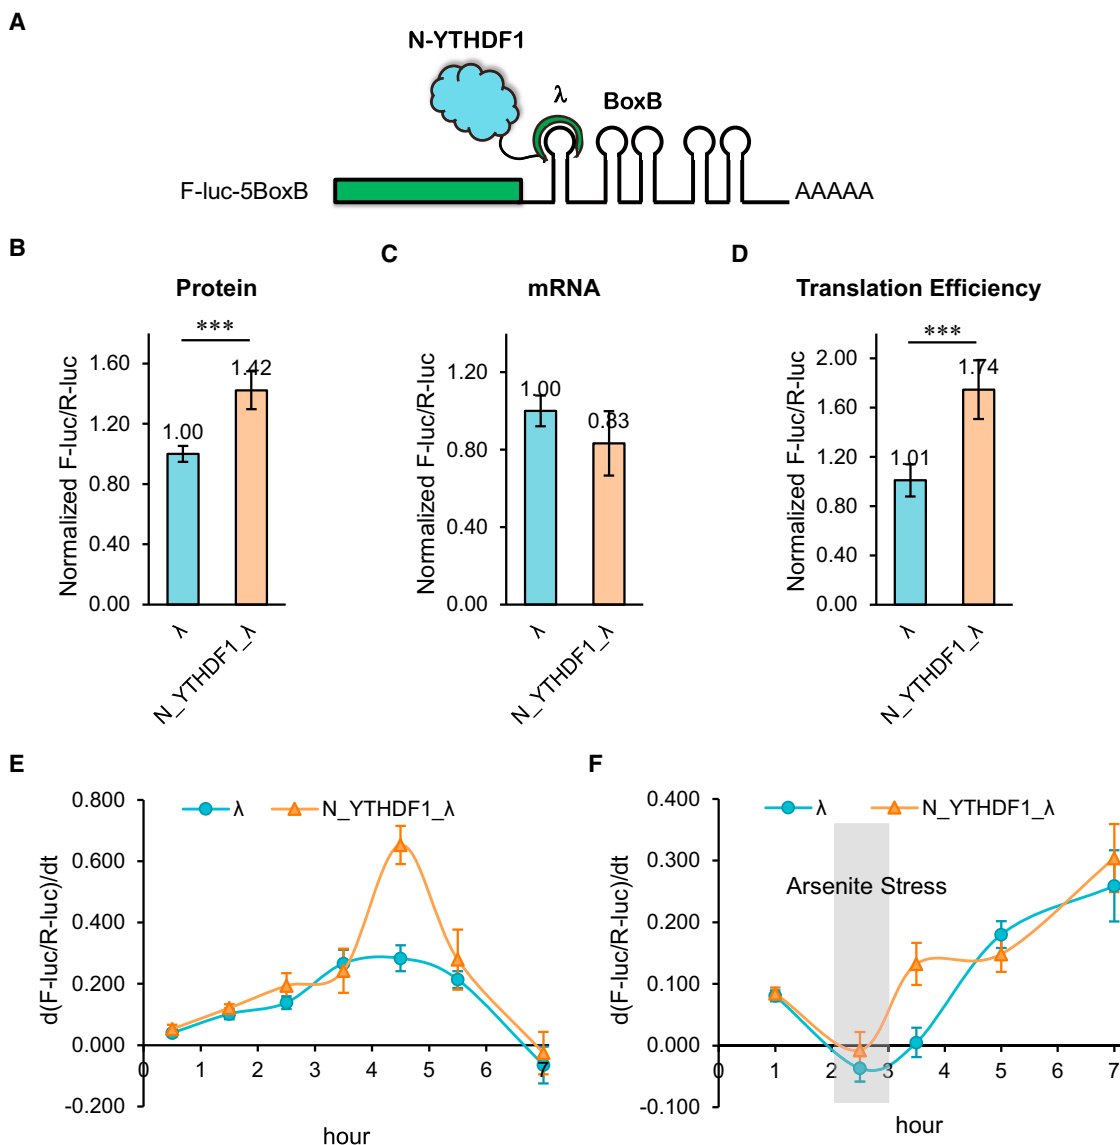 A
N-YTHDF1
λ
BoxB
F-luc-5BoxB
AAAAA
B
Protein
Normalized F-luc/R-luc
***
1.60
1.20
0.80
0.40
0.00
1.00
1.42
λ
N_YTHDF1_λ
C
mRNA
Normalized F-luc/R-luc
1.20
0.80
0.40
0.00
1.00
0.83
λ
N_YTHDF1_λ
D
Translation Efficiency
Normalized F-luc/R-luc
***
2.00
1.60
1.20
0.80
0.40
0.00
1.01
1.74
λ
N_YTHDF1_λ
E
λ
N_YTHDF1_λ
d(F-luc/R-luc)/dt
0.800
0.600
0.400
0.200
0.000
-0.200
0 1 2 3 4 5 6 7
hour
F
λ
N_YTHDF1_λ
Arsenite Stress
d(F-luc/R-luc)/dt
0.400
0.300
0.200
0.100
0.000
-0.100
0 1 2 3 4 5 6 7
hour